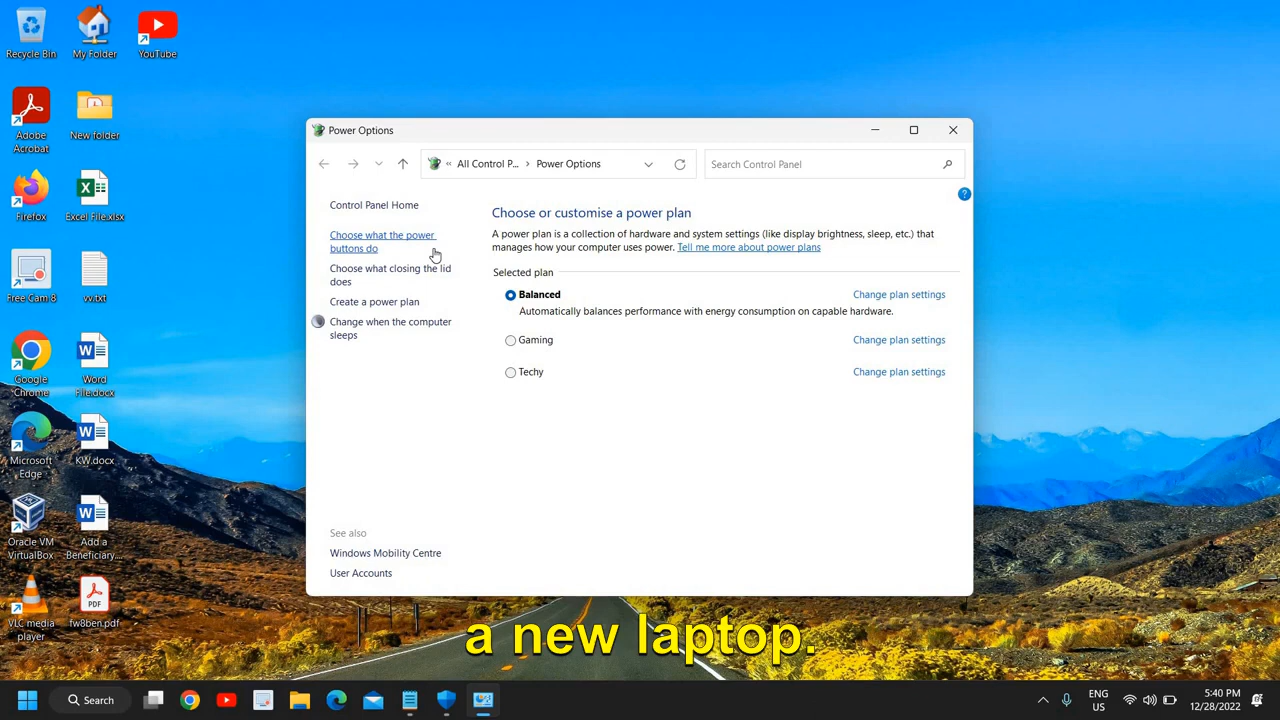 Recycle Bin
My Folder
YouTube
Adobe
Acrobat
New folder
Firefox
Excel File.xlsx
Free Cam 8
vv.txt
Google
Chrome
Word
File.docx
Microsoft
Edge
KW.docx
Oracle VM
VirtualBox
Add a
Beneficiary....
VLC media
player
PDF
fw8ben.pdf
Power Options
« All Control P... › Power Options
Search Control Panel
Control Panel Home
Choose what the power
buttons do
Choose what closing the lid
does
Create a power plan
Change when the computer
sleeps
See also
Windows Mobility Centre
User Accounts
Choose or customise a power plan
A power plan is a collection of hardware and system settings (like display brightness, sleep, etc.) that
manages how your computer uses power. Tell me more about power plans
Selected plan
Balanced Change plan settings
Automatically balances performance with energy consumption on capable hardware.
Gaming Change plan settings
Techy Change plan settings
a new laptop.
Search
ENG
US
5:40 PM
12/28/2022